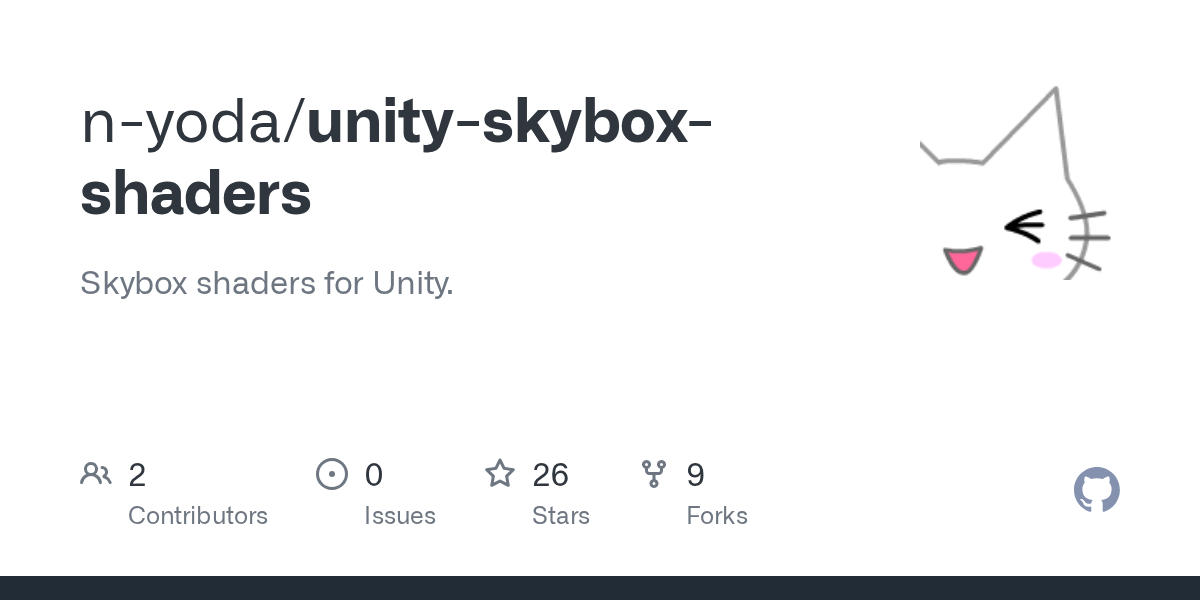 n-yoda/unity-skybox-
shaders
Skybox shaders for Unity.
2 0 26 9
Contributors Issues Stars Forks